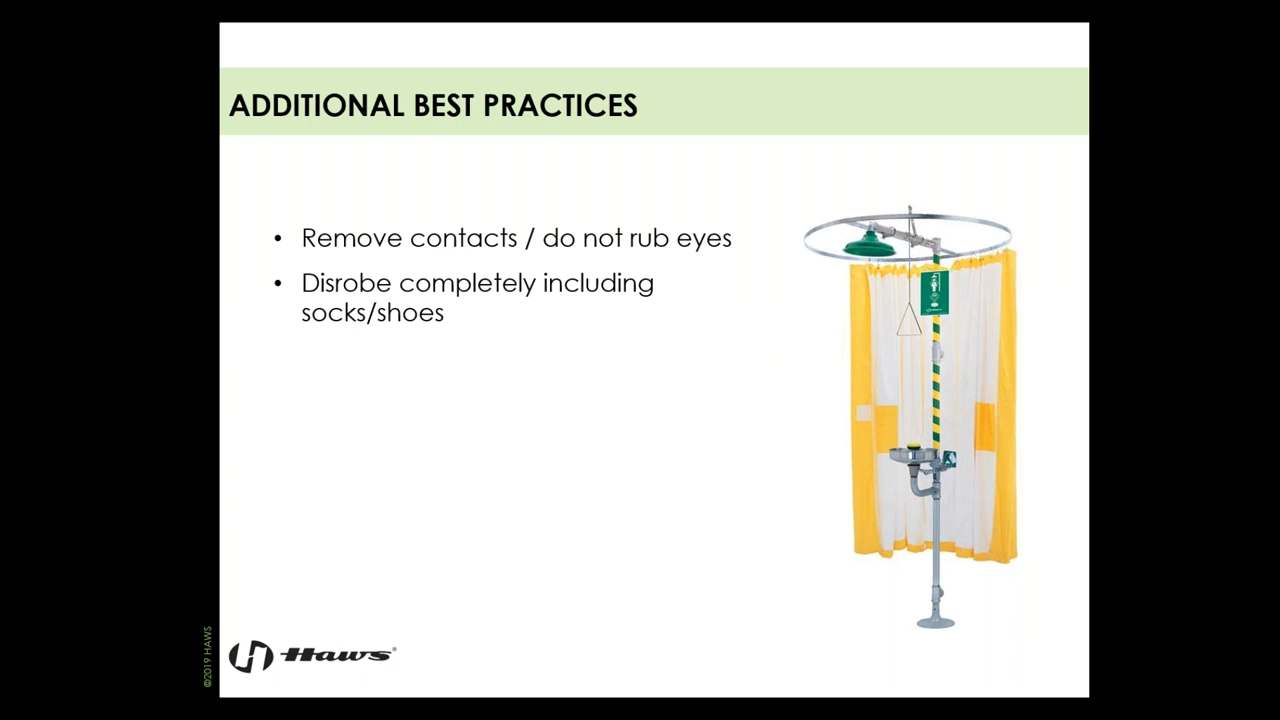 ADDITIONAL BEST PRACTICES
• Remove contacts / do not rub eyes
• Disrobe completely including
socks/shoes
Haws®
©2019 HAWS